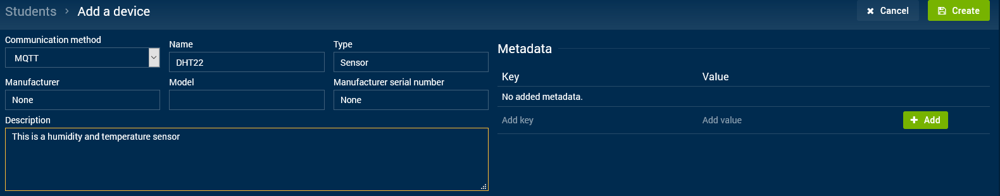 Students > Add a device
Cancel
Create
Communication method
Name
Type
MQTT
DHT22
Sensor
Manufacturer
Model
Manufacturer serial number
None
None
Description
This is a humidity and temperature sensor
Metadata
Key
Value
No added metadata.
Add key
Add value
Add